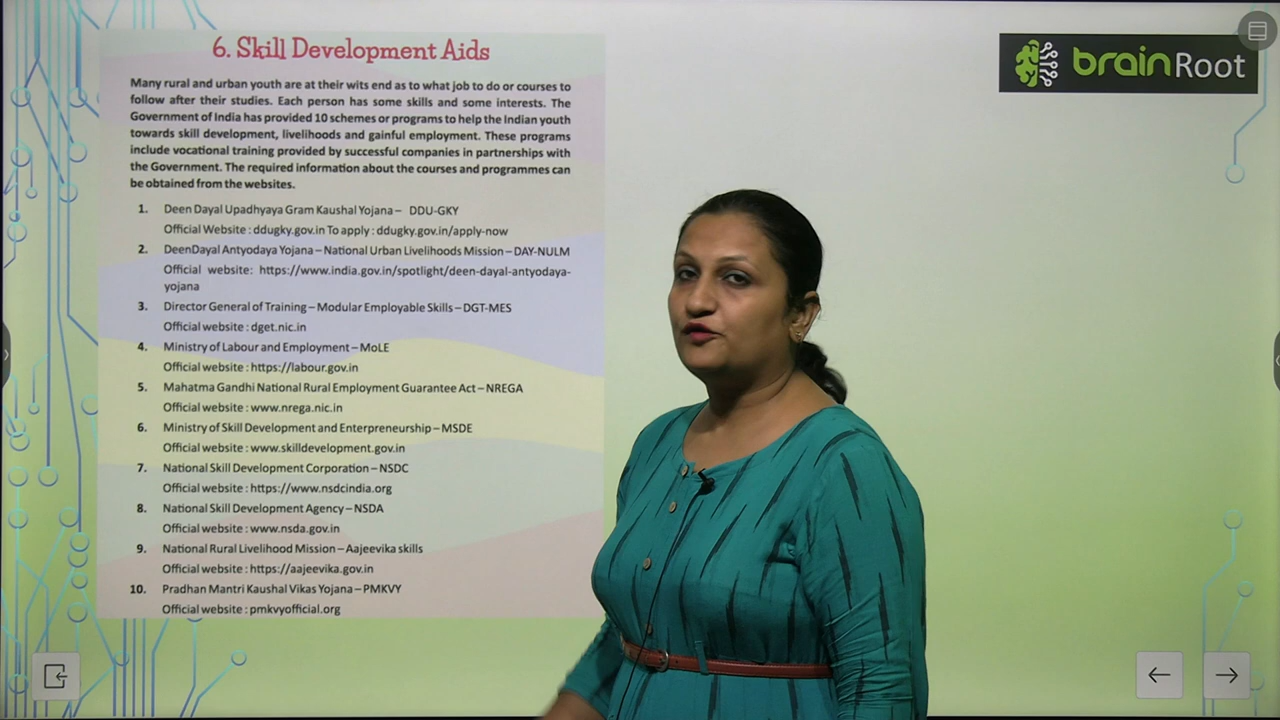 6. Skill Development Aids
brainRoot
Many rural and urban youth are at their wits end as to what job to do or courses to
follow after their studies. Each person has some skills and some interests. The
Government of India has provided 10 schemes or programs to help the Indian youth
towards skill development, livelihoods and gainful employment. These programs
include vocational training provided by successful companies in partnerships with
the Government. The required information about the courses and programmes can
be obtained from the websites.
1. Deen Dayal Upadhyaya Gram Kaushal Yojana – DDU-GKY
Official Website : ddugky.gov.in To apply : ddugky.gov.in/apply-now
2. DeenDayal Antyodaya Yojana – National Urban Livelihoods Mission – DAY-NULM
Official website: https://www.india.gov.in/spotlight/deen-dayal-antyodaya-
yojana
3. Director General of Training – Modular Employable Skills – DGT-MES
Official website : dget.nic.in
4. Ministry of Labour and Employment – MoLE
Official website : https://labour.gov.in
5. Mahatma Gandhi National Rural Employment Guarantee Act – NREGA
Official website : www.nrega.nic.in
6. Ministry of Skill Development and Enterpreneurship – MSDE
Official website : www.skilldevelopment.gov.in
7. National Skill Development Corporation – NSDC
Official website : https://www.nsdcindia.org
8. National Skill Development Agency – NSDA
Official website : www.nsda.gov.in
9. National Rural Livelihood Mission – Aajeevika skills
Official website : https://aajeevika.gov.in
10. Pradhan Mantri Kaushal Vikas Yojana – PMKVY
Official website : pmkvyofficial.org